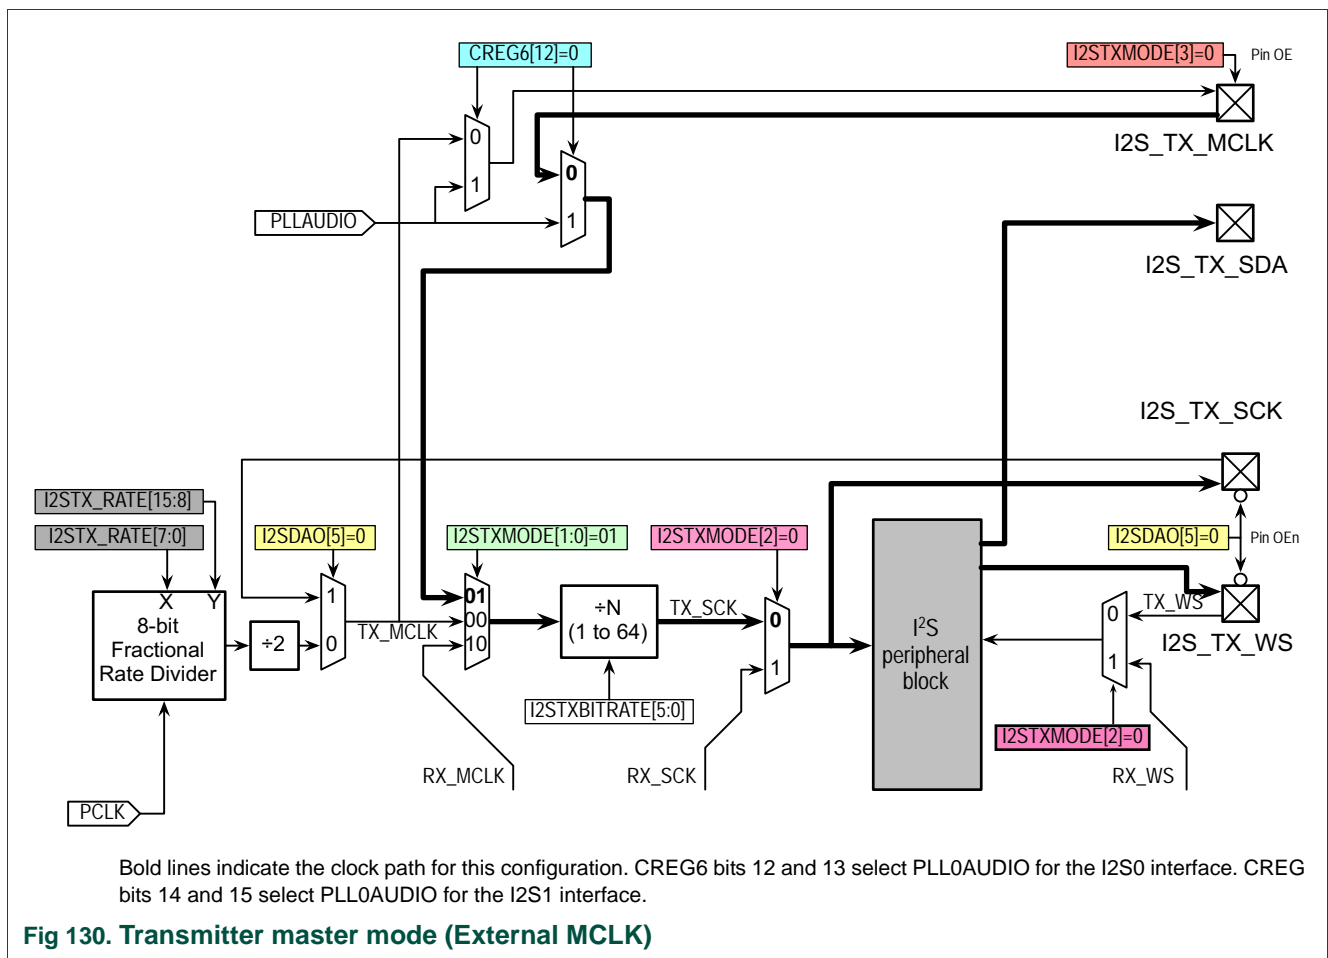 CREG6[12]=0
I2STXMODE[3]=0
Pin OE
0
1
I2S_TX_MCLK
0
1
PLLAUDIO
I2S_TX_SDA
I2S_TX_SCK
I2STX_RATE[15:8]
I2STX_RATE[7:0]
I2SDAO[5]=0
I2STXMODE[1:0]=01
I2STXMODE[2]=0
I2SDAO[5]=0
Pin OEn
X Y
8-bit
Fractional
Rate Divider
÷2
1
0
TX_MCLK
01
00
10
÷N
(1 to 64)
TX_SCK
0
1
I2S
peripheral
block
0
1
TX_WS
I2S_TX_WS
I2STXBITRATE[5:0]
I2STXMODE[2]=0
RX_MCLK
RX_SCK
RX_WS
PCLK
Bold lines indicate the clock path for this configuration. CREG6 bits 12 and 13 select PLL0AUDIO for the I2S0 interface. CREG
bits 14 and 15 select PLL0AUDIO for the I2S1 interface.
Fig 130. Transmitter master mode (External MCLK)